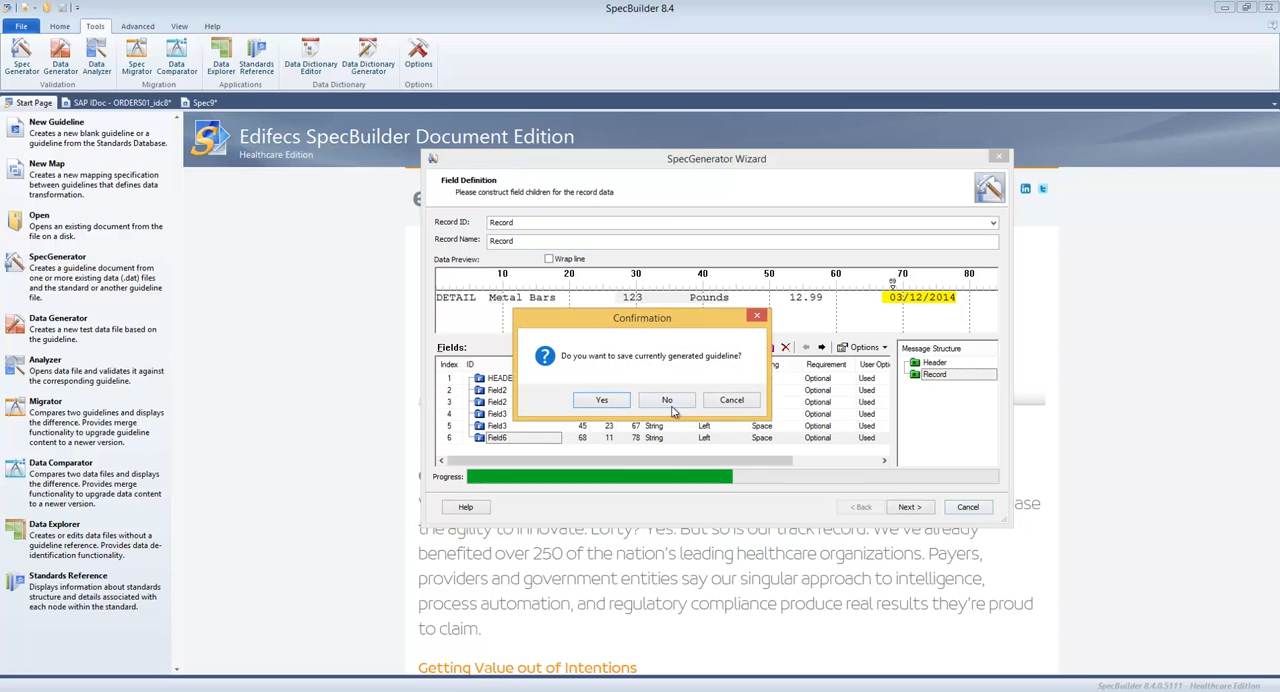 SpecBuilder 8.4
File Home Tools Advanced View Help
Spec Generator Data Generator Data Analyzer Spec Migrator Data Comparator Data Explorer Standards Reference Data Dictionary Editor Data Dictionary Generator Options
Validation Migration Applications Data Dictionary Options
Start Page SAP IDoc - ORDERS01_idc8* Spec9*
New Guideline
Creates a new blank guideline or a
guideline from the Standards Database.
New Map
Creates a new mapping specification
between guidelines that defines data
transformation.
Open
Opens an existing document from the
file on a disk.
SpecGenerator
Creates a guideline document from
one or more existing data (.dat) files
and the standard or another guideline
file.
Data Generator
Creates a new test data file based on
the guideline.
Analyzer
Opens data file and validates it against
the corresponding guideline.
Migrator
Compares two guidelines and displays
the difference. Provides merge
functionality to upgrade guideline
content to a newer version.
Data Comparator
Compares two data files and displays
the difference. Provides merge
functionality to upgrade data content
to a newer version.
Data Explorer
Creates or edits data files without a
guideline reference. Provides data de-
identification functionality.
Standards Reference
Displays information about standards
structure and details associated with
each node within the standard.
Edifecs SpecBuilder Document Edition
Healthcare Edition
SpecGenerator Wizard
Field Definition
Please construct field children for the record data
Record ID: Record
Record Name: Record
Data Preview: Wrap line
10 20 30 40 50 60 70 80
69
DETAIL Metal Bars 123 Pounds 12.99 03/12/2014
Confirmation
Do you want to save currently generated guideline?
Yes No Cancel
Fields: Options
Index ID Requirement User Opti
1 HEADE Optional Used
2 Field2 Optional Used
3 Field2 Optional Used
4 Field3 Optional Used
5 Field3 45 23 67 String Left Space Optional Used
6 Field6 68 11 78 String Left Space Optional Used
Message Structure
Header
Record
Progress:
Help < Back Next > Cancel
the agility to innovate. Lofty? Yes. But so is our track record. We've already
benefited over 250 of the nation's leading healthcare organizations. Payers,
providers and government entities say our singular approach to intelligence,
process automation, and regulatory compliance produce real results they're proud
to claim.
Getting Value out of Intentions
SpecBuilder 8.4.0.5111 - Healthcare Edition